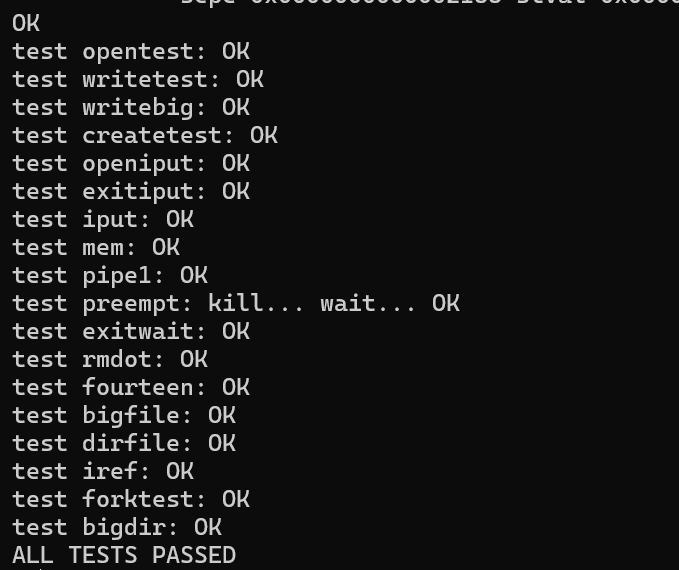 OK
test opentest: OK
test writetest: OK
test writebig: OK
test createtest: OK
test openiput: OK
test exitiput: OK
test iput: OK
test mem: OK
test pipe1: OK
test preempt: kill... wait... OK
test exitwait: OK
test rmdot: OK
test fourteen: OK
test bigfile: OK
test dirfile: OK
test iref: OK
test forktest: OK
test bigdir: OK
ALL TESTS PASSED